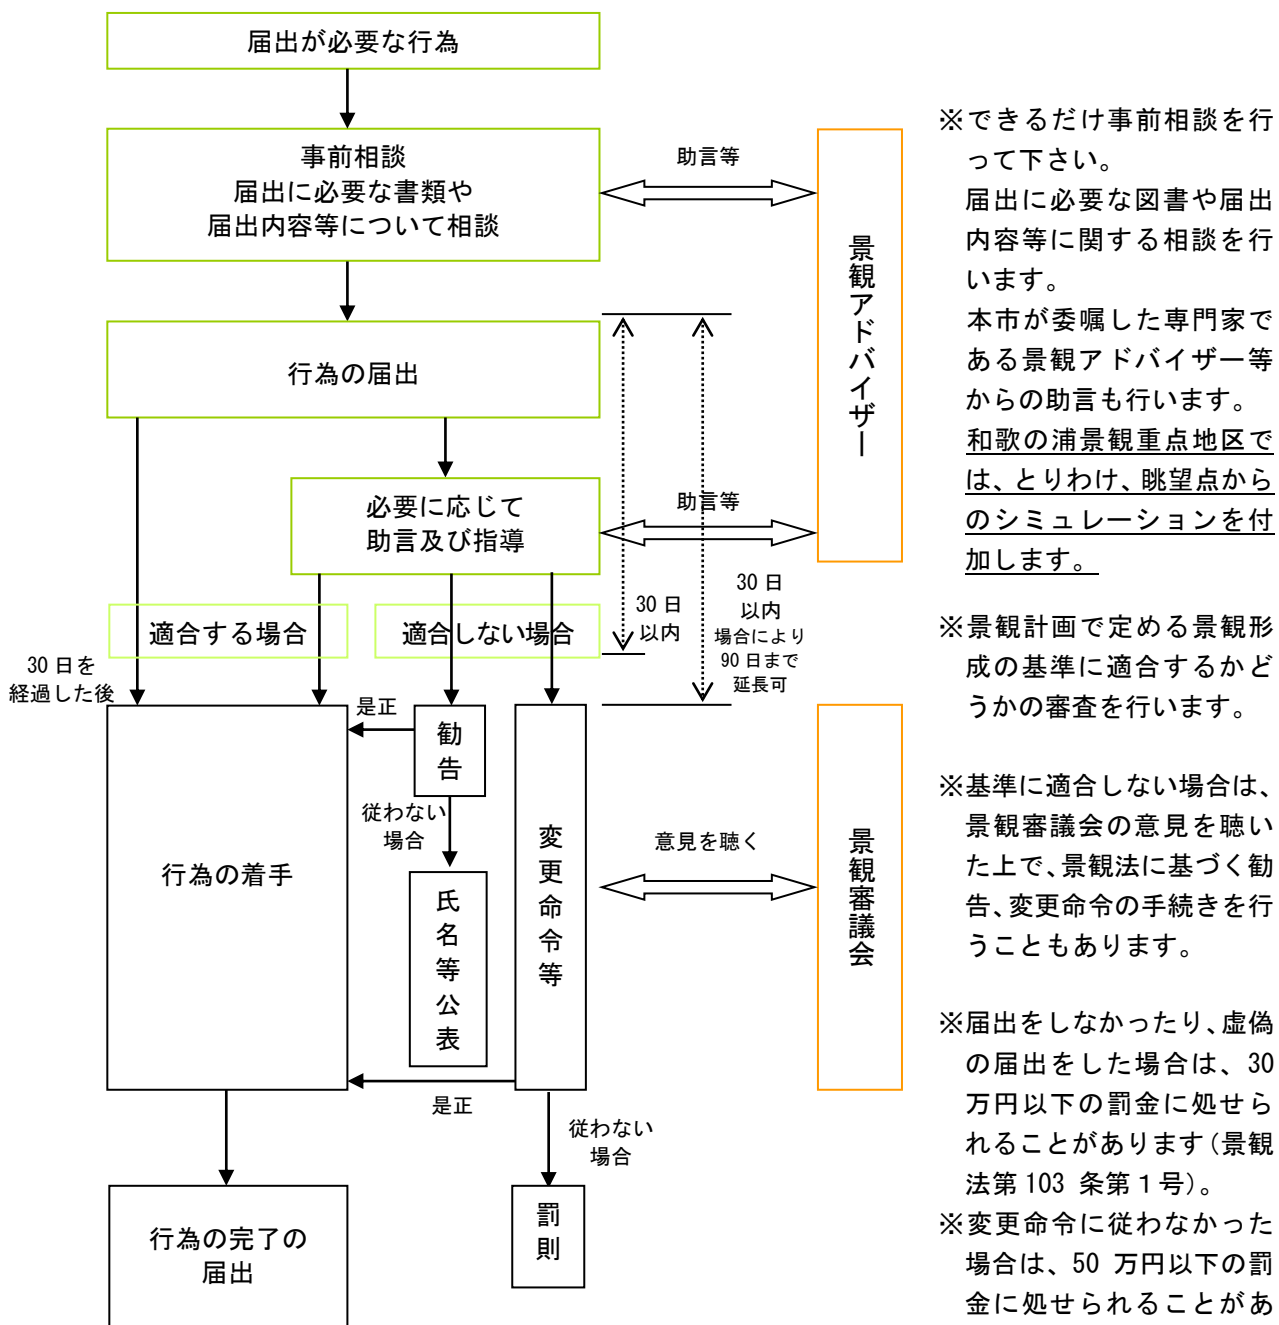 届出が必要な行為
事前相談
届出に必要な書類や
届出内容等について相談
助言等
景観アドバイザー
行為の届出
必要に応じて
助言及び指導
助言等
適合する場合
適合しない場合
30 日
以内
30 日
以内
場合により
90 日まで
延長可
30 日を
経過した後
是正
勧告
従わない
場合
氏名等公表
変更命令等
意見を聴く
景観審議会
行為の着手
是正
従わない
場合
罰則
行為の完了の
届出
※できるだけ事前相談を行
って下さい。
届出に必要な図書や届出
内容等に関する相談を行
います。
本市が委嘱した専門家で
ある景観アドバイザー等
からの助言も行います。
和歌の浦景観重点地区で
は、とりわけ、眺望点から
のシミュレーションを付
加します。
※景観計画で定める景観形
成の基準に適合するかど
うかの審査を行います。
※基準に適合しない場合は、
景観審議会の意見を聴い
た上で、景観法に基づく勧
告、変更命令の手続きを行
うこともあります。
※届出をしなかったり、虚偽
の届出をした場合は、30
万円以下の罰金に処せら
れることがあります（景観
法第 103 条第１号）。
※変更命令に従わなかった
場合は、50 万円以下の罰
金に処せられることがあ